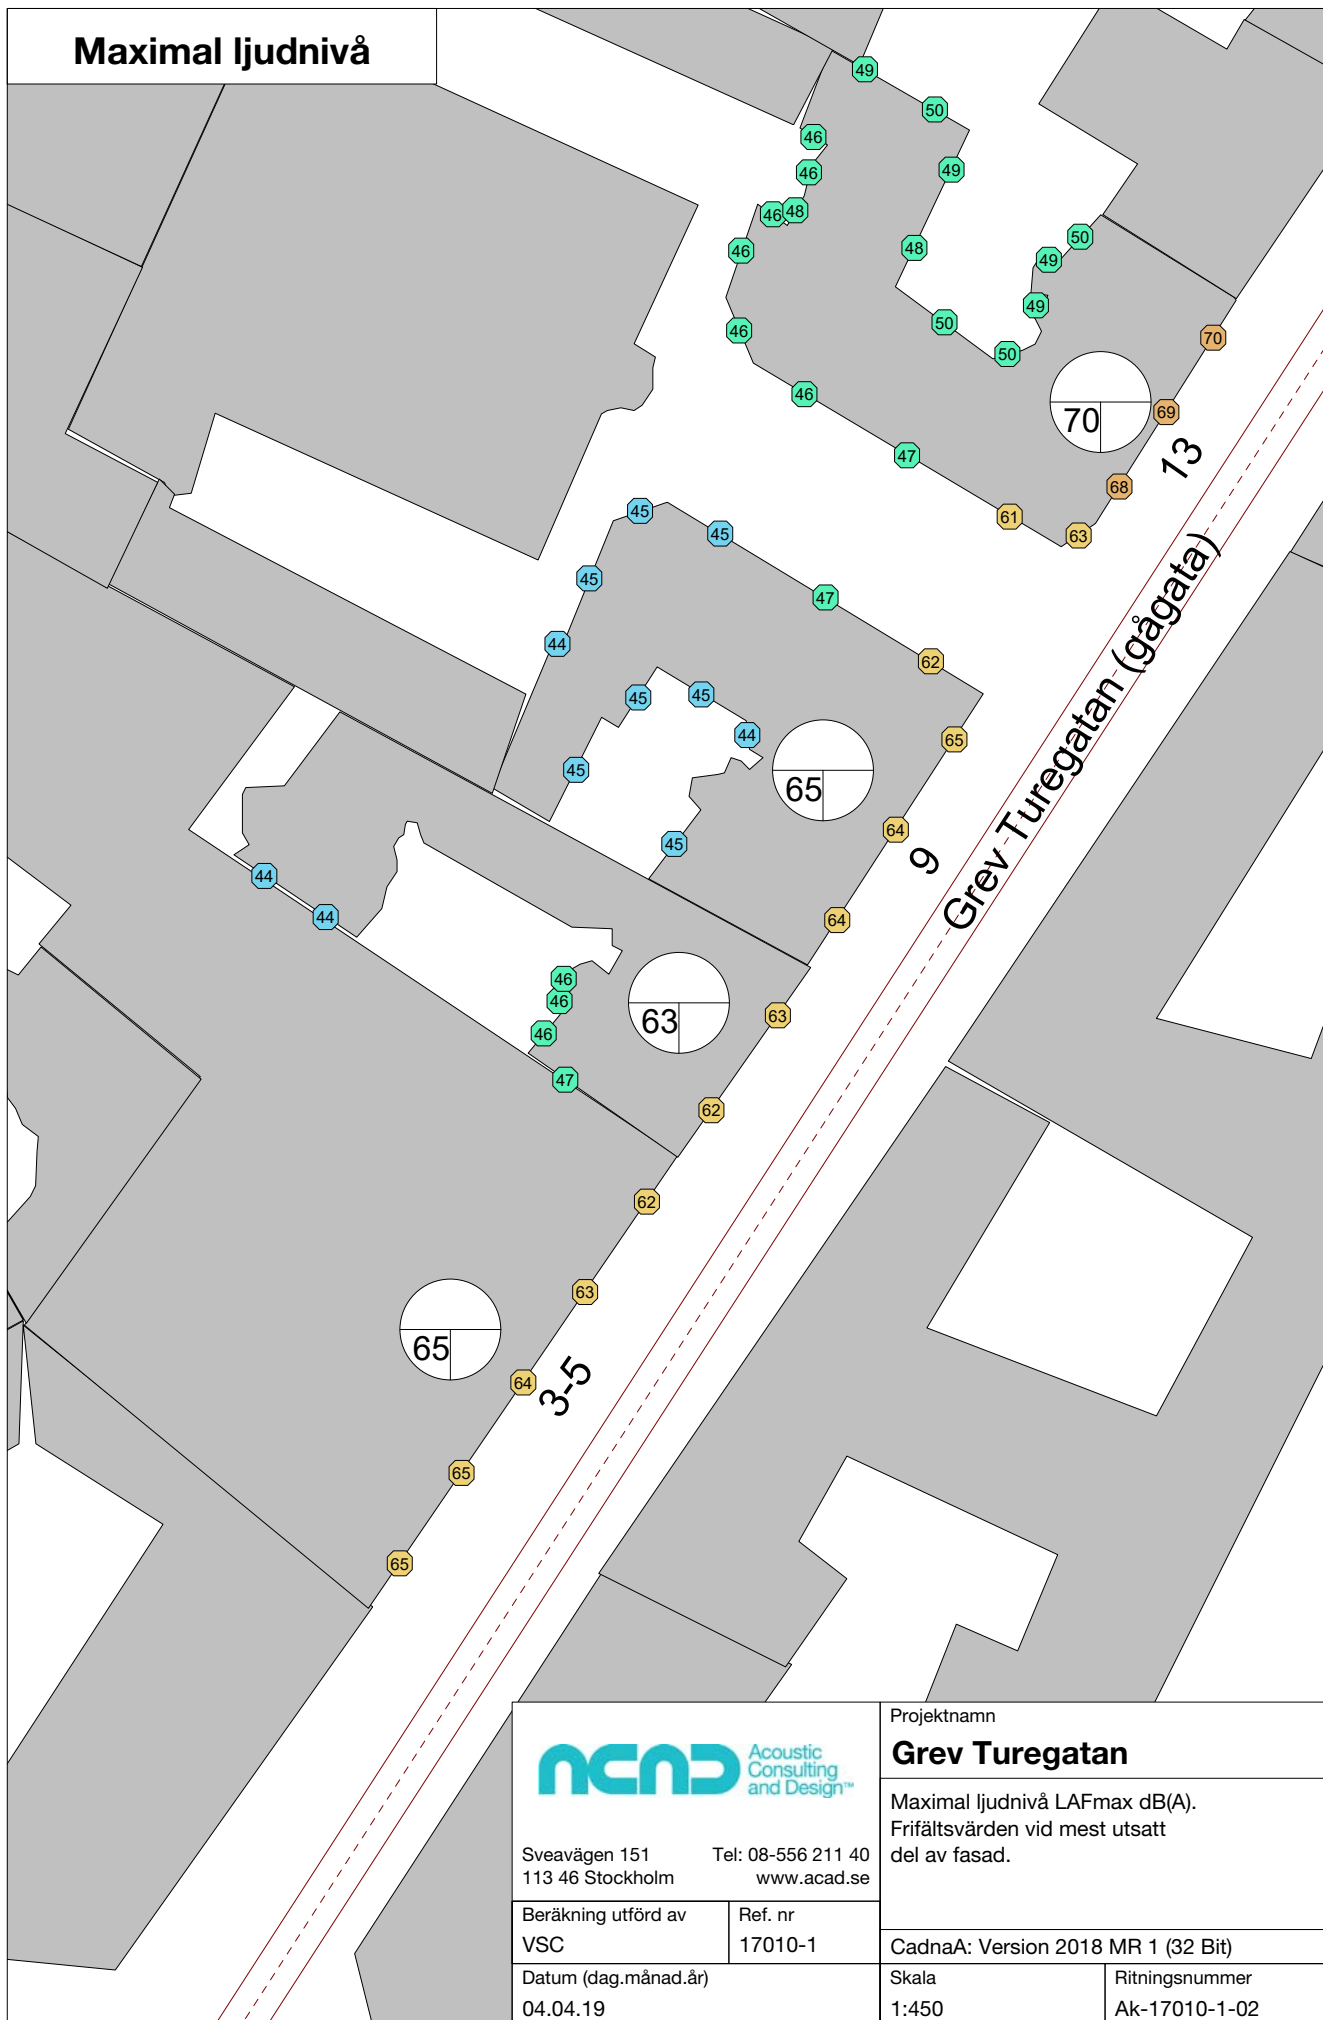 Maximal ljudnivå
49
50
46
49
46
46
48
50
46
48
49
49
46
50
70
50
46
69
70
47
13
68
45
61
45
63
45
47
Grev Turegatan (gågata)
44
62
45
45
44
65
45
65
64
45
9
44
44
64
46
46
63
63
46
47
62
62
63
65
64
3-5
65
65
Acoustic
Consulting
and Design™
Sveavägen 151
Tel: 08-556 211 40
113 46 Stockholm
www.acad.se
Projektnamn
Grev Turegatan
Maximal ljudnivå LAFmax dB(A).
Frifältsvärden vid mest utsatt
del av fasad.
Beräkning utförd av
VSC
Ref. nr
17010-1
CadnaA: Version 2018 MR 1 (32 Bit)
Datum (dag.månad.år)
04.04.19
Skala
1:450
Ritningsnummer
Ak-17010-1-02